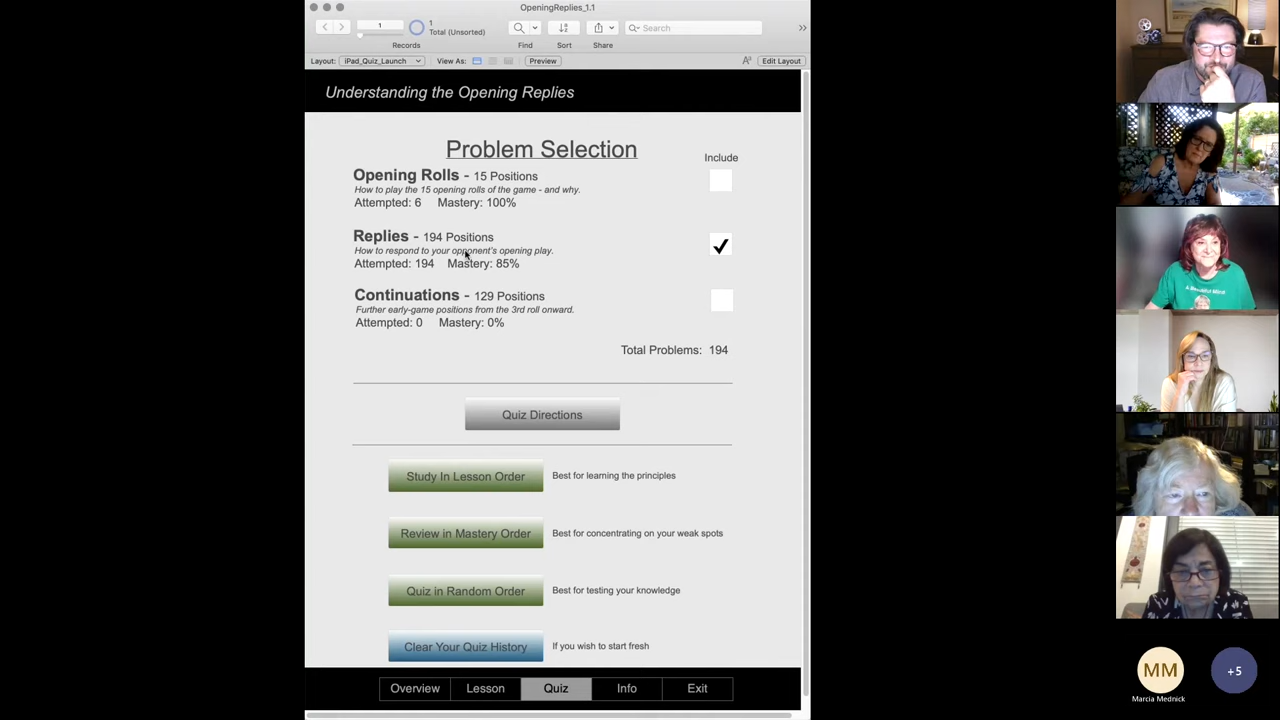 OpeningReplies_1.1
1
1
Total (Unsorted)
Search
Records
Find
Sort
Share
Layout: iPad_Quiz_Launch
View As:
Preview
Edit Layout
Understanding the Opening Replies
Problem Selection
Include
Opening Rolls - 15 Positions
How to play the 15 opening rolls of the game - and why.
Attempted: 6 Mastery: 100%
Replies - 194 Positions
How to respond to your opponent's opening play.
Attempted: 194 Mastery: 85%
Continuations - 129 Positions
Further early-game positions from the 3rd roll onward.
Attempted: 0 Mastery: 0%
Total Problems: 194
Quiz Directions
Study In Lesson Order
Best for learning the principles
Review in Mastery Order
Best for concentrating on your weak spots
Quiz in Random Order
Best for testing your knowledge
Clear Your Quiz History
If you wish to start fresh
Overview
Lesson
Quiz
Info
Exit
A Beautiful Mind
MM
Marcia Mednick
+5